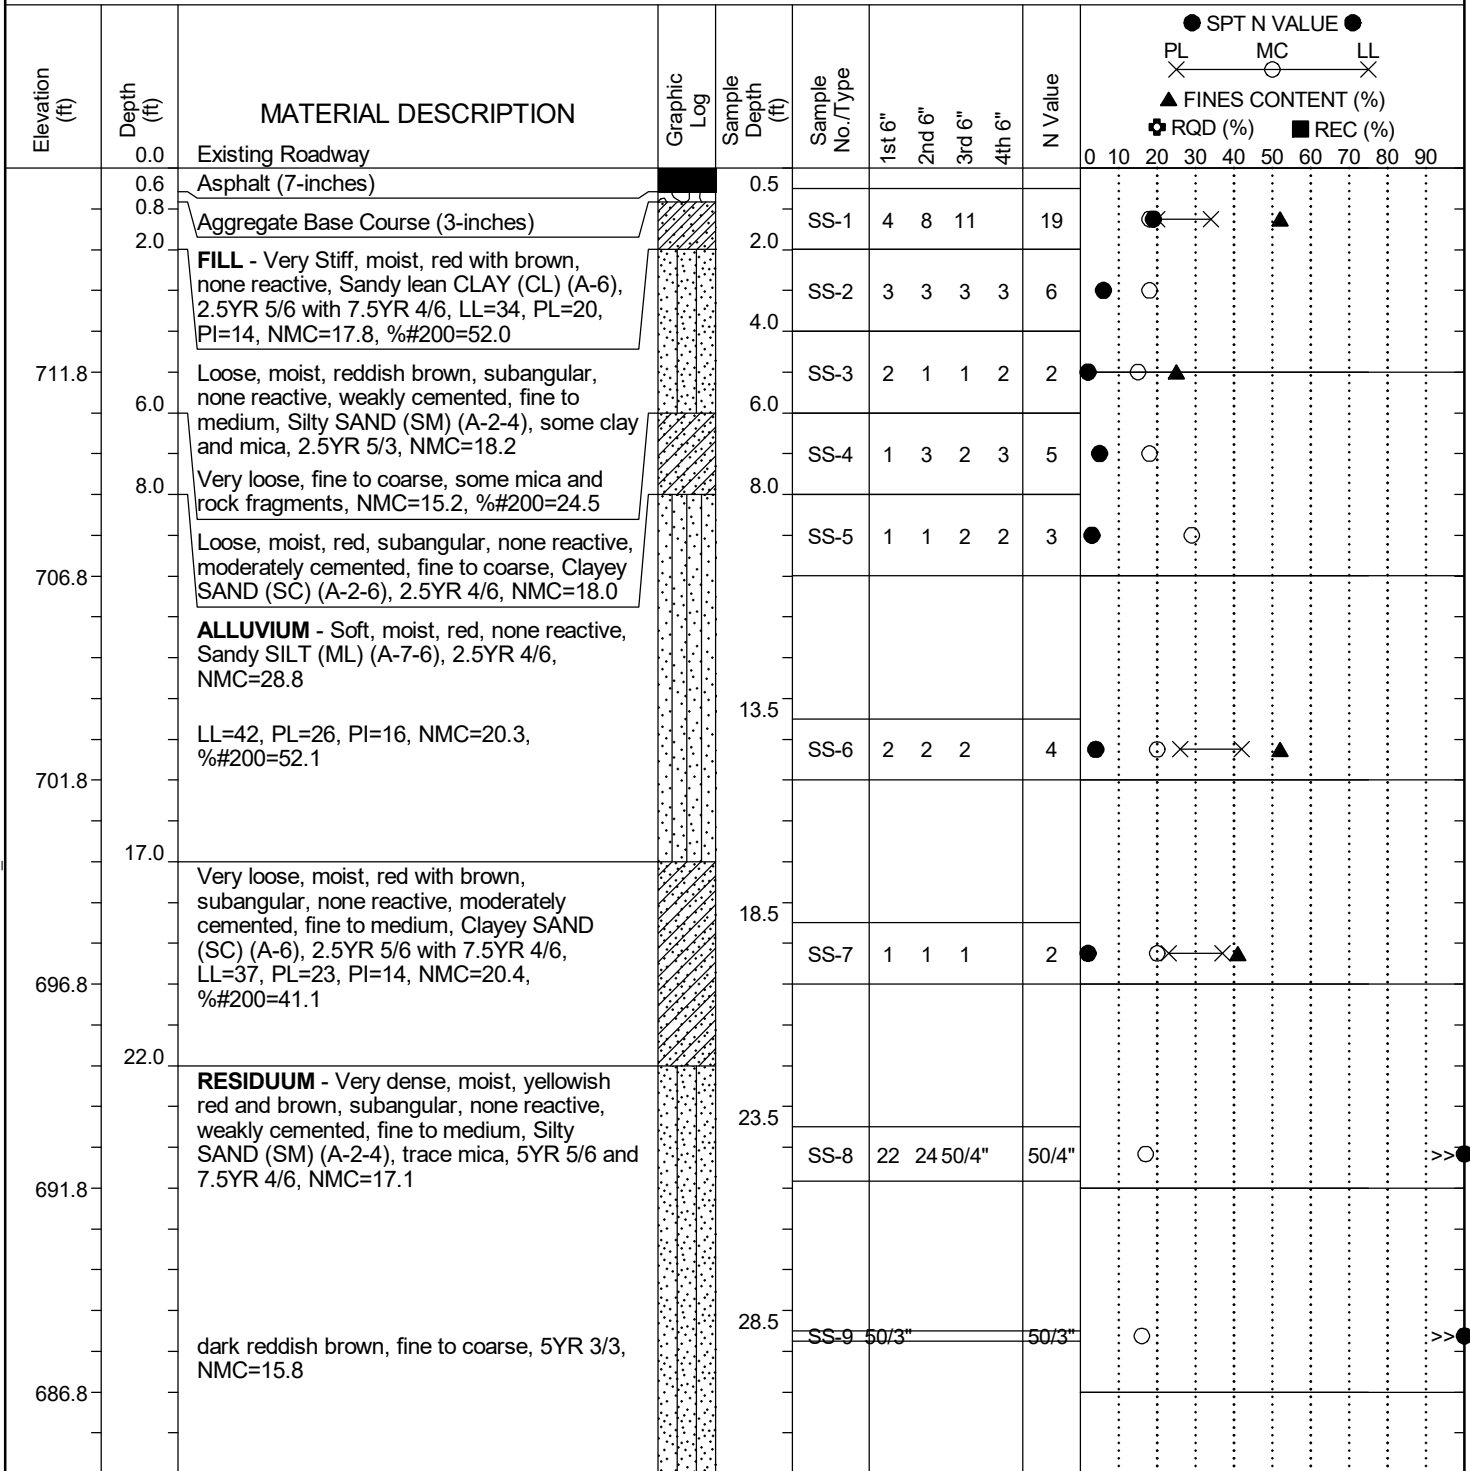 Elevation
(ft)
Depth
(ft)
MATERIAL DESCRIPTION
Graphic
Log
Sample
Depth
(ft)
Sample
No./Type
1st 6"
2nd 6"
3rd 6"
4th 6"
N Value
SPT N VALUE
PL MC LL
FINES CONTENT (%)
RQD (%) REC (%)
0 10 20 30 40 50 60 70 80 90
0.0 Existing Roadway
0.6 Asphalt (7-inches) 0.5
0.8
Aggregate Base Course (3-inches)
SS-1 4 8 11 19
2.0 2.0
FILL - Very Stiff, moist, red with brown,
none reactive, Sandy lean CLAY (CL) (A-6),
2.5YR 5/6 with 7.5YR 4/6, LL=34, PL=20,
PI=14, NMC=17.8, %#200=52.0
SS-2 3 3 3 3 6
4.0
711.8
Loose, moist, reddish brown, subangular,
none reactive, weakly cemented, fine to
medium, Silty SAND (SM) (A-2-4), some clay
and mica, 2.5YR 5/3, NMC=18.2
SS-3 2 1 1 2 2
6.0 6.0
Very loose, fine to coarse, some mica and
rock fragments, NMC=15.2, %#200=24.5
SS-4 1 3 2 3 5
8.0 8.0
Loose, moist, red, subangular, none reactive,
moderately cemented, fine to coarse, Clayey
SAND (SC) (A-2-6), 2.5YR 4/6, NMC=18.0
SS-5 1 1 2 2 3
706.8
ALLUVIUM - Soft, moist, red, none reactive,
Sandy SILT (ML) (A-7-6), 2.5YR 4/6,
NMC=28.8
13.5
LL=42, PL=26, PI=16, NMC=20.3,
%#200=52.1
SS-6 2 2 2 4
701.8
17.0
Very loose, moist, red with brown,
subangular, none reactive, moderately
cemented, fine to medium, Clayey SAND
(SC) (A-6), 2.5YR 5/6 with 7.5YR 4/6,
LL=37, PL=23, PI=14, NMC=20.4,
%#200=41.1
18.5
SS-7 1 1 1 2
696.8
22.0
RESIDUUM - Very dense, moist, yellowish
red and brown, subangular, none reactive,
weakly cemented, fine to medium, Silty
SAND (SM) (A-2-4), trace mica, 5YR 5/6 and
7.5YR 4/6, NMC=17.1
23.5
SS-8 22 24 50/4" 50/4" >>
691.8
28.5
SS-9 50/3" 50/3" >>
dark reddish brown, fine to coarse, 5YR 3/3,
NMC=15.8
686.8